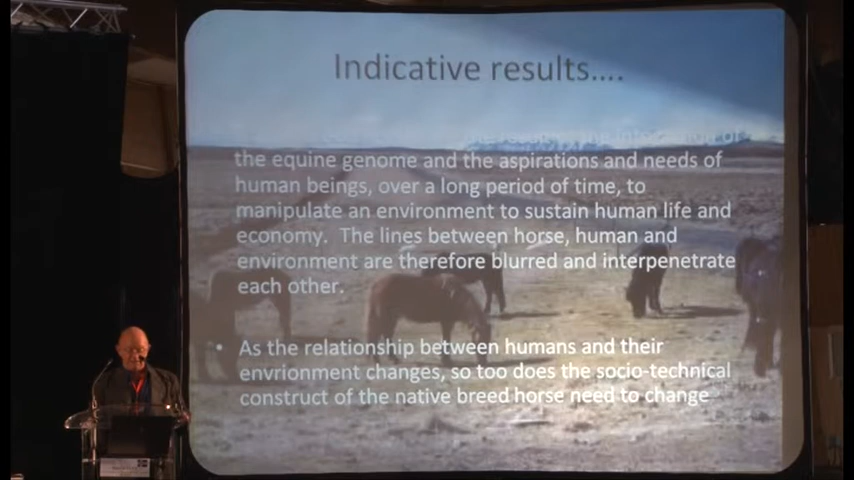 Indicative results....
the equine genome and the aspirations and needs of
human beings, over a long period of time, to
manipulate an environment to sustain human life and
economy. The lines between horse, human and
environment are therefore blurred and interpenetrate
each other.
• As the relationship between humans and their
envrionment changes, so too does the socio-technical
construct of the native breed horse need to change